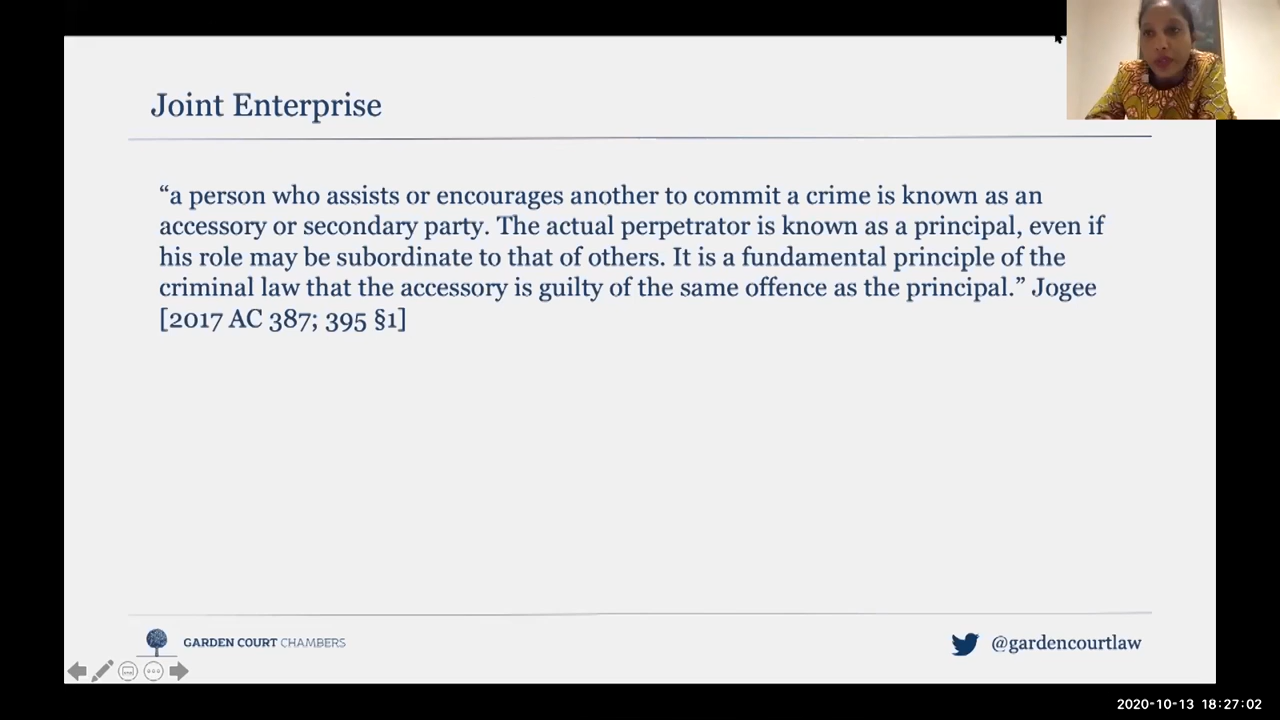 Joint Enterprise
“a person who assists or encourages another to commit a crime is known as an
accessory or secondary party. The actual perpetrator is known as a principal, even if
his role may be subordinate to that of others. It is a fundamental principle of the
criminal law that the accessory is guilty of the same offence as the principal.” Jogee
[2017 AC 387; 395 §1]
GARDEN COURT CHAMBERS
@gardencourtlaw
2020-10-13 18:27:02